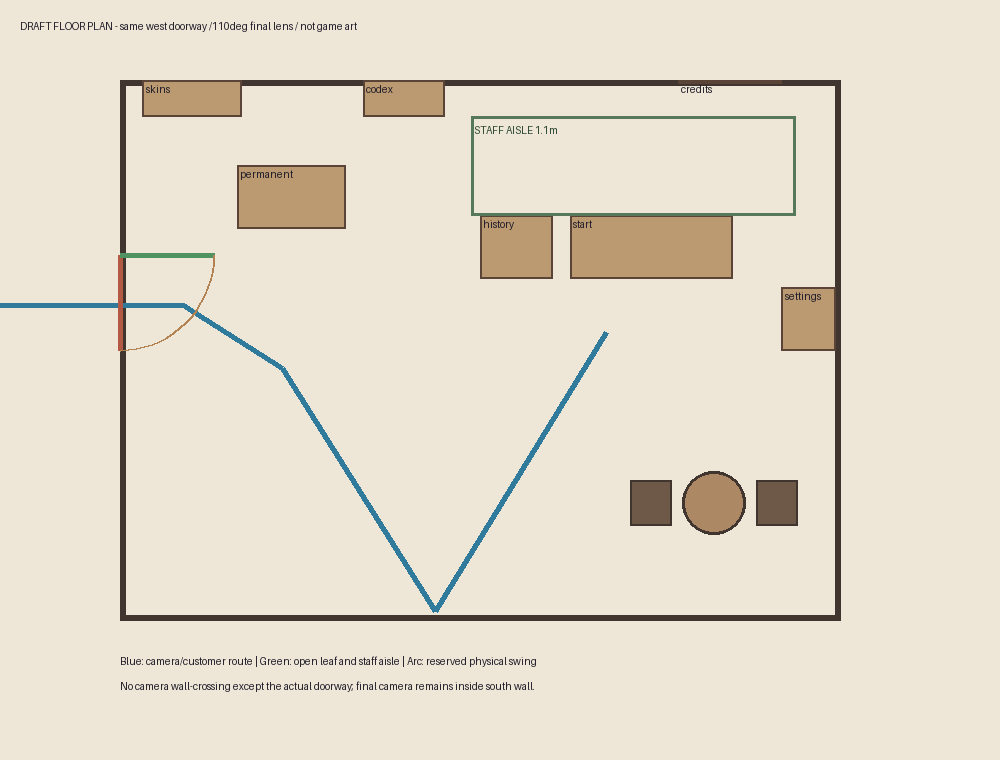 DRAFT FLOOR PLAN - same west doorway / 110deg final lens / not game art
skins
codex
credits
STAFF AISLE 1.1m
permanent
history
start
settings
Blue: camera/customer route | Green: open leaf and staff aisle | Arc: reserved physical swing
No camera wall-crossing except the actual doorway; final camera remains inside south wall.